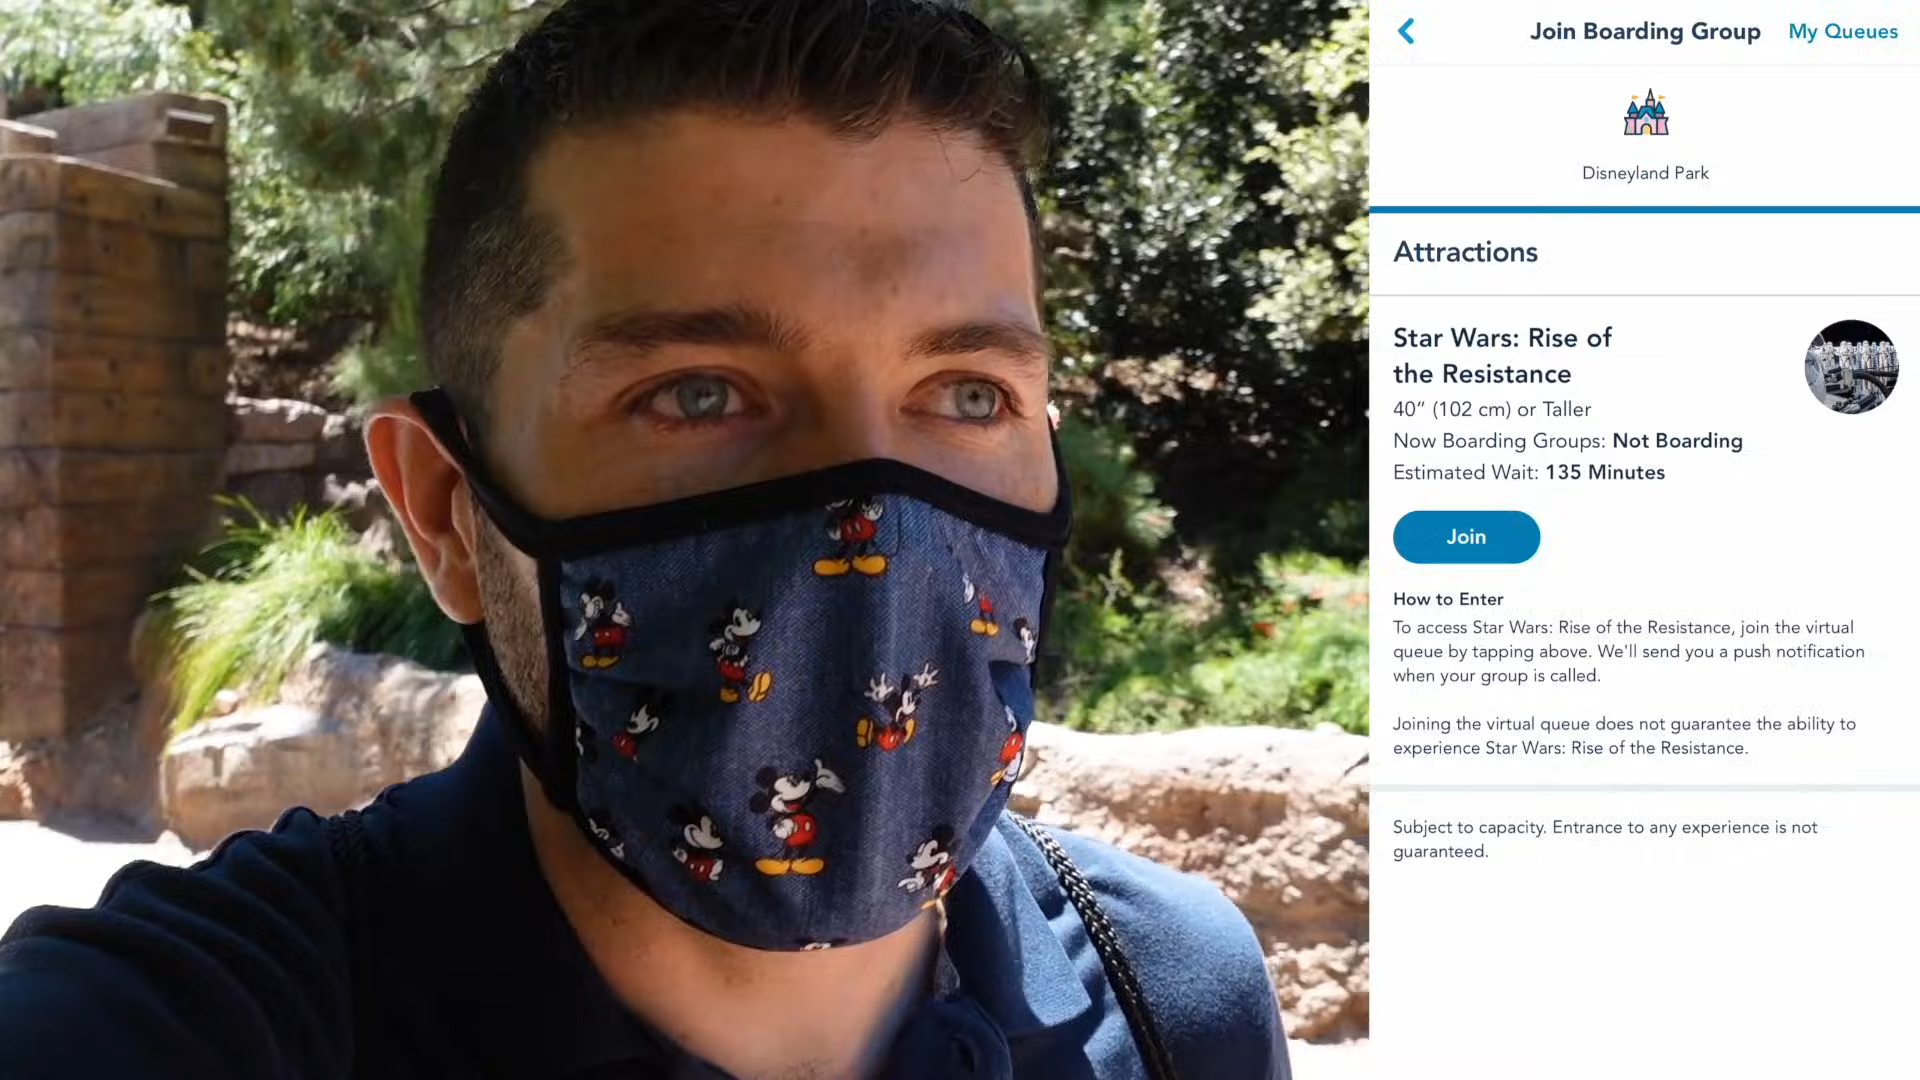 Join Boarding Group
My Queues
Disneyland Park
Attractions
Star Wars: Rise of
the Resistance
40” (102 cm) or Taller
Now Boarding Groups: Not Boarding
Estimated Wait: 135 Minutes
Join
How to Enter
To access Star Wars: Rise of the Resistance, join the virtual
queue by tapping above. We'll send you a push notification
when your group is called.
Joining the virtual queue does not guarantee the ability to
experience Star Wars: Rise of the Resistance.
Subject to capacity. Entrance to any experience is not
guaranteed.